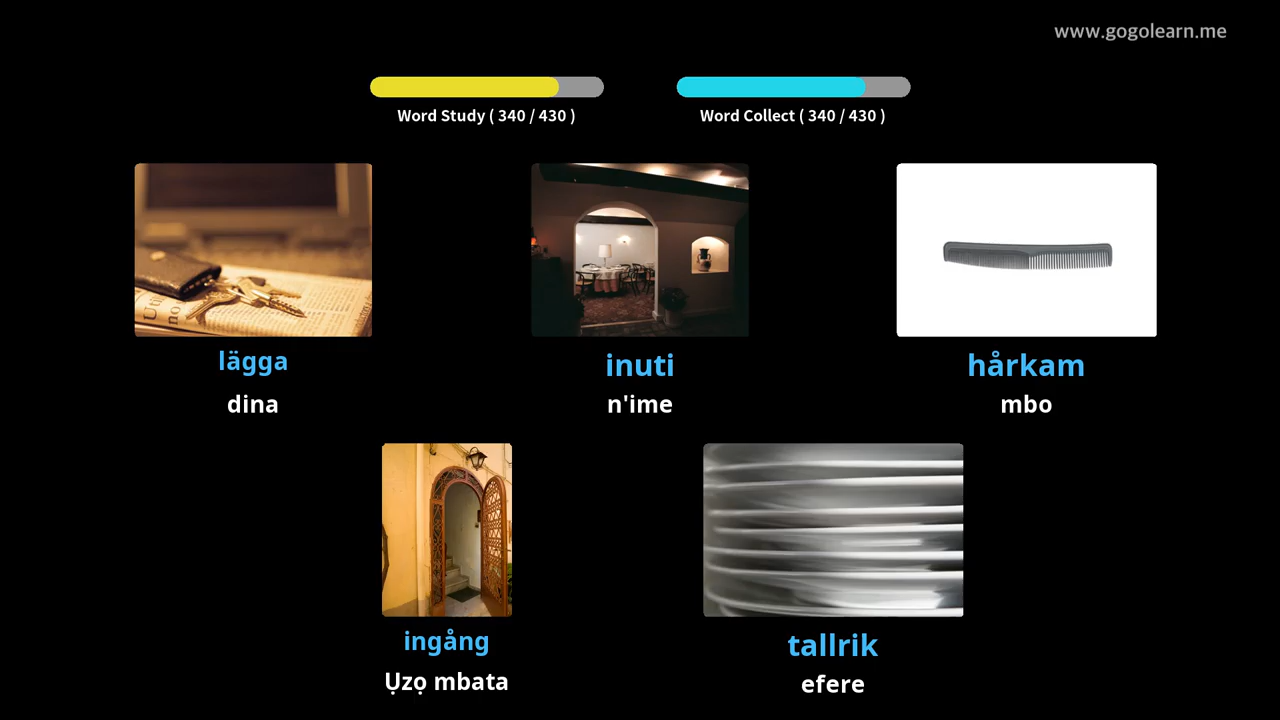 www.gogolearn.me
Word Study ( 340 / 430 )
Word Collect ( 340 / 430 )
lägga
inuti
hårkam
dina
n'ime
mbo
ingång
tallrik
Ụzọ mbata
efere